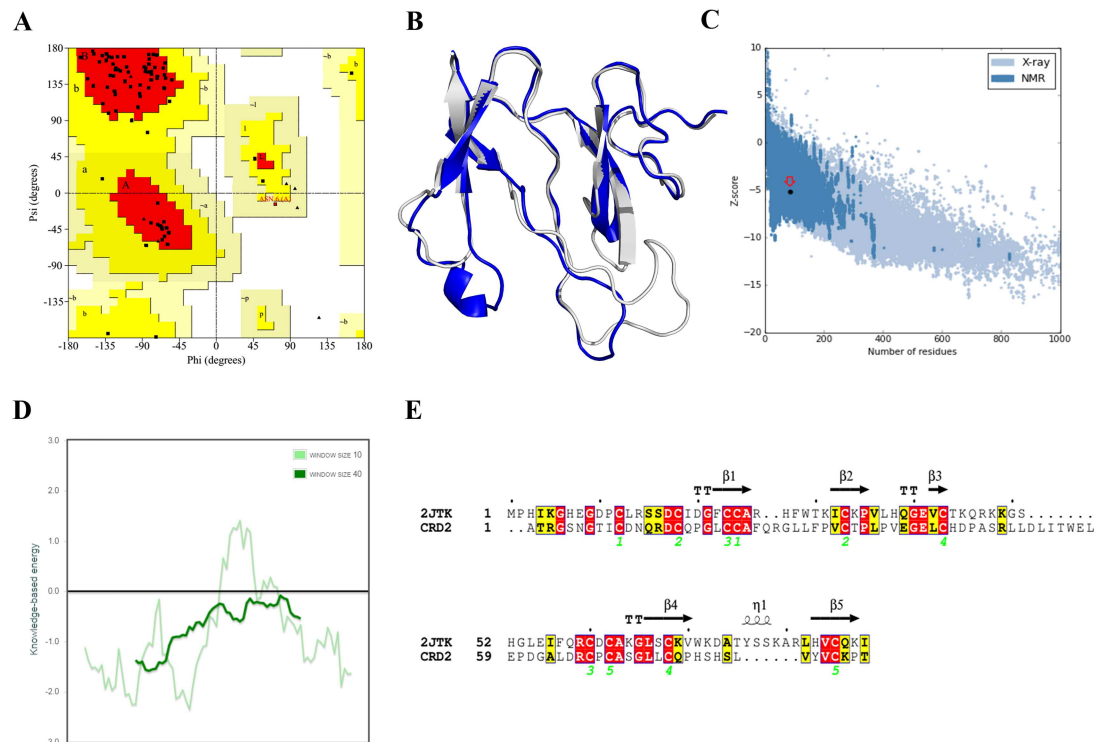 A
180
135
90
45
0
-45
-90
-135
-180
-135
-90
-45
0
45
90
135
180
Psi (degrees)
Phi (degrees)
B
b
~b
b
~b
a
A
~a
~l
l
L
ASN 6 (A)
~b
b
~b
~p
p
~b
B
C
10
5
0
−5
−10
−15
−20
0
200
400
600
800
1000
Z-score
Number of residues
X-ray
NMR
D
3.0
2.0
1.0
0.0
-1.0
-2.0
-3.0
Knowledge-based energy
WINDOW SIZE 10
WINDOW SIZE 40
E
TT β1 β2 TT β3
2JTK 1 MPHIKGHEGDPCLRSSDCIDGFCCAR..HFWTKICKPVLHQGEVCTKQRKKGS.......
CRD2 1 ..ATRGSNGTICDNQRDCQPGLCCAFQRGLLFPVCTPLPVEGELCHDPASRLLDLITWEL
1 2 31 2 4
TT β4 η1 β5
2JTK 52 HGLEIFQRCDCAKGLSCKVWKDATYSSKARLHVCQKI
CRD2 59 EPDGALDRCPCASGLLCQPHSHSL......VYVCKPT
3 5 4 5